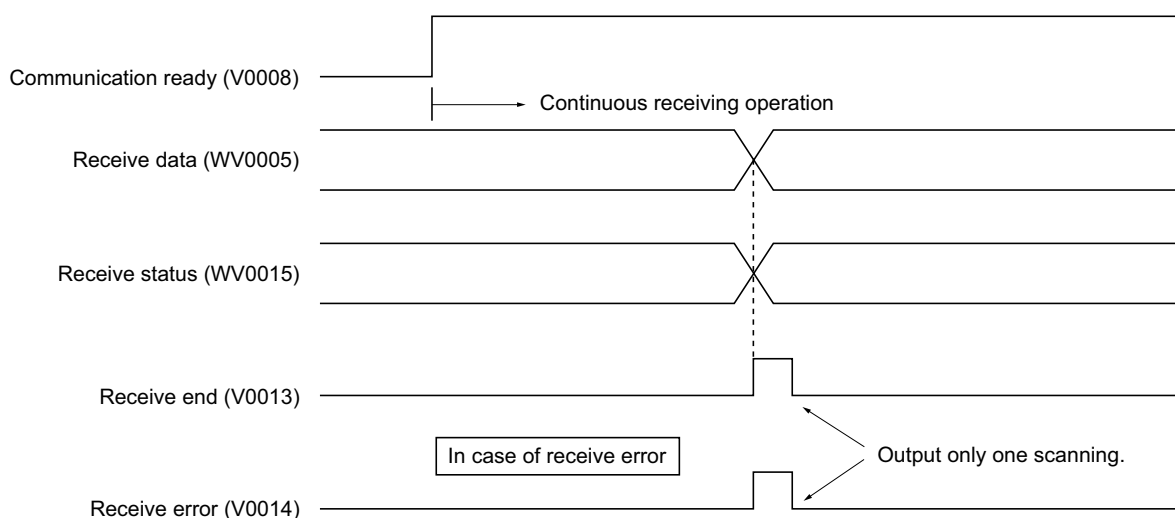 Communication ready (V0008)
Continuous receiving operation
Receive data (WV0005)
Receive status (WV0015)
Receive end (V0013)
In case of receive error
Output only one scanning.
Receive error (V0014)